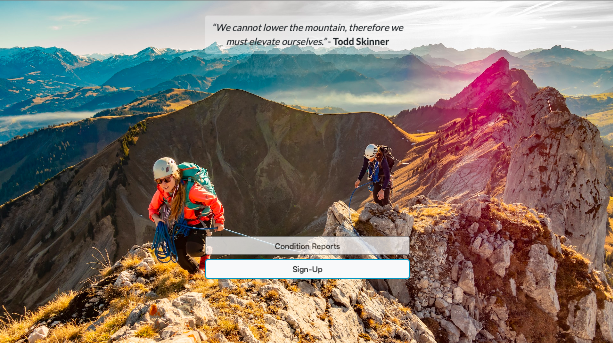 “We cannot lower the mountain, therefore we
must elevate ourselves.” - Todd Skinner
Condition Reports
Sign-Up